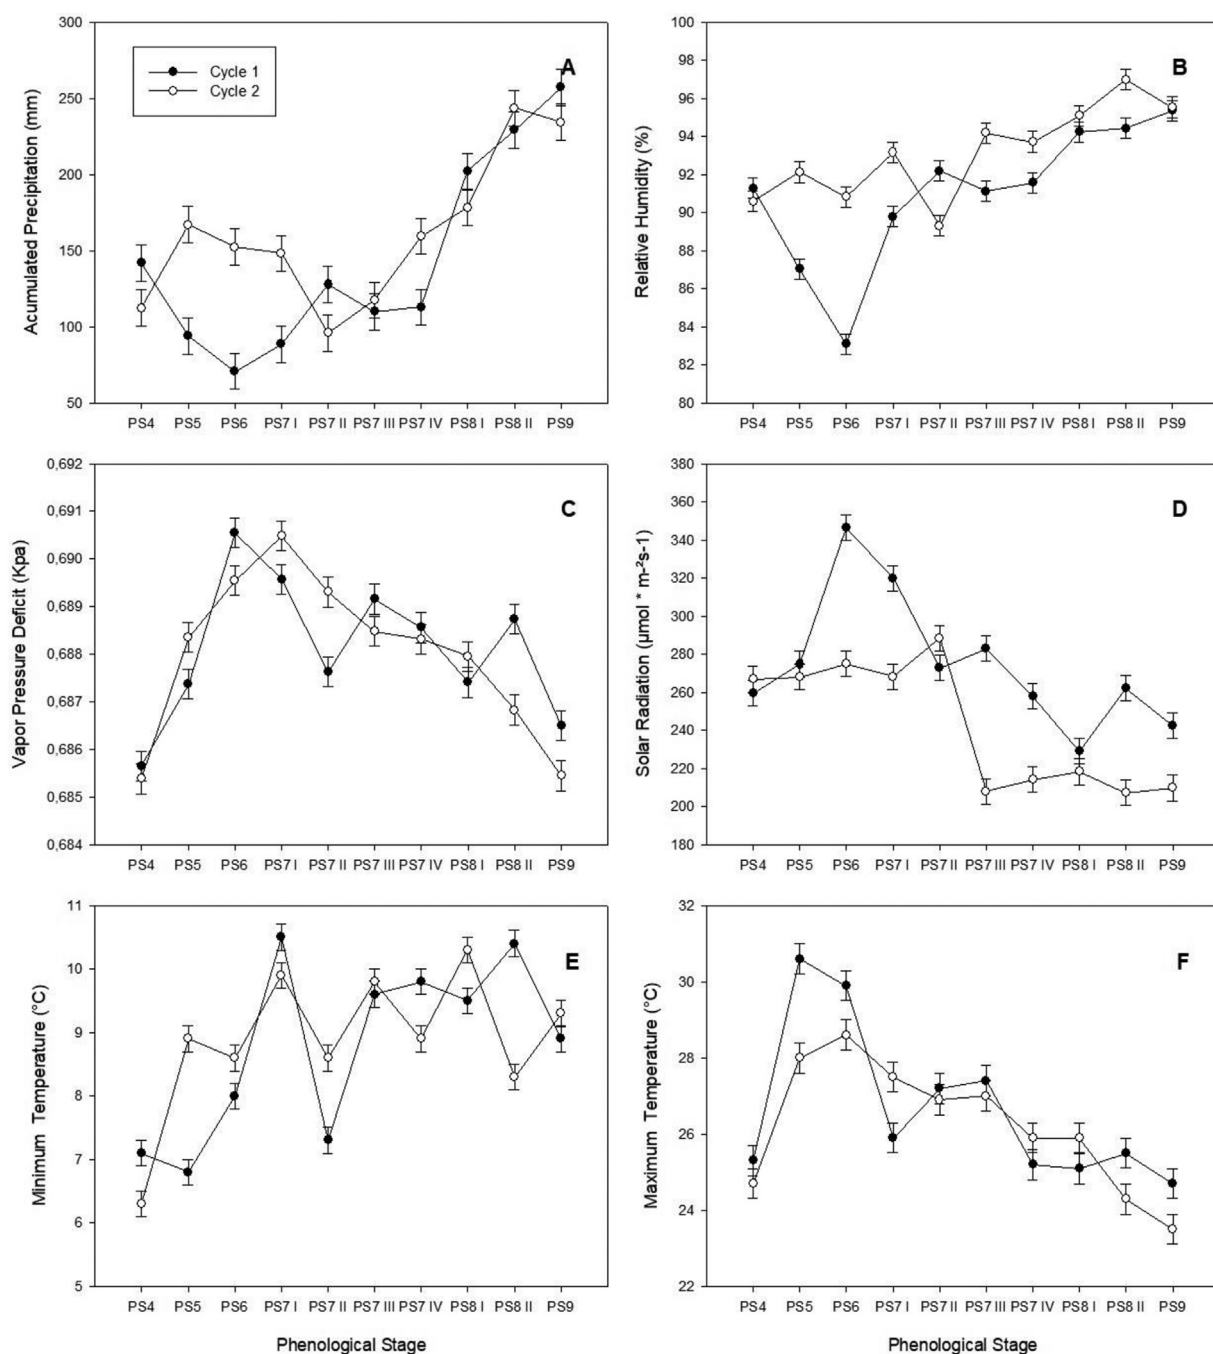 A
Cycle 1
Cycle 2
Acumulated Precipitation (mm)
300
250
200
150
100
50
PS4 PS5 PS6 PS7 I PS7 II PS7 III PS7 IV PS8 I PS8 II PS9
B
Relative Humidity (%)
100
98
96
94
92
90
88
86
84
82
80
PS4 PS5 PS6 PS7 I PS7 II PS7 III PS7 IV PS8 I PS8 II PS9
C
Vapor Pressure Deficit (Kpa)
0,692
0,691
0,690
0,689
0,688
0,687
0,686
0,685
0,684
PS4 PS5 PS6 PS7 I PS7 II PS7 III PS7 IV PS8 I PS8 II PS9
D
Solar Radiation (µmol * m-²s-1)
380
360
340
320
300
280
260
240
220
200
180
PS4 PS5 PS6 PS7 I PS7 II PS7 III PS7 IV PS8 I PS8 II PS9
E
Minimum Temperature (°C)
11
10
9
8
7
6
5
PS4 PS5 PS6 PS7 I PS7 II PS7 III PS7 IV PS8 I PS8 II PS9
Phenological Stage
F
Maximum Temperature (°C)
32
30
28
26
24
22
PS4 PS5 PS6 PS7 I PS7 II PS7 III PS7 IV PS8 I PS8 II PS9
Phenological Stage